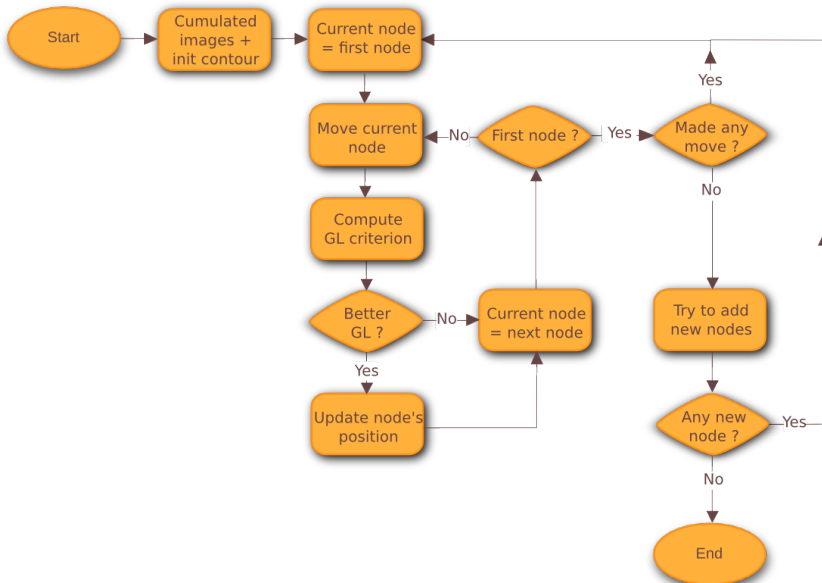 Start
Cumulated
images +
init contour
Current node
= first node
Yes
Move current
node
No
First node ?
Yes
Made any
move ?
No
Compute
GL criterion
Better
GL ?
No
Current node
= next node
Try to add
new nodes
Yes
Update node's
position
Any new
node ?
Yes
No
End